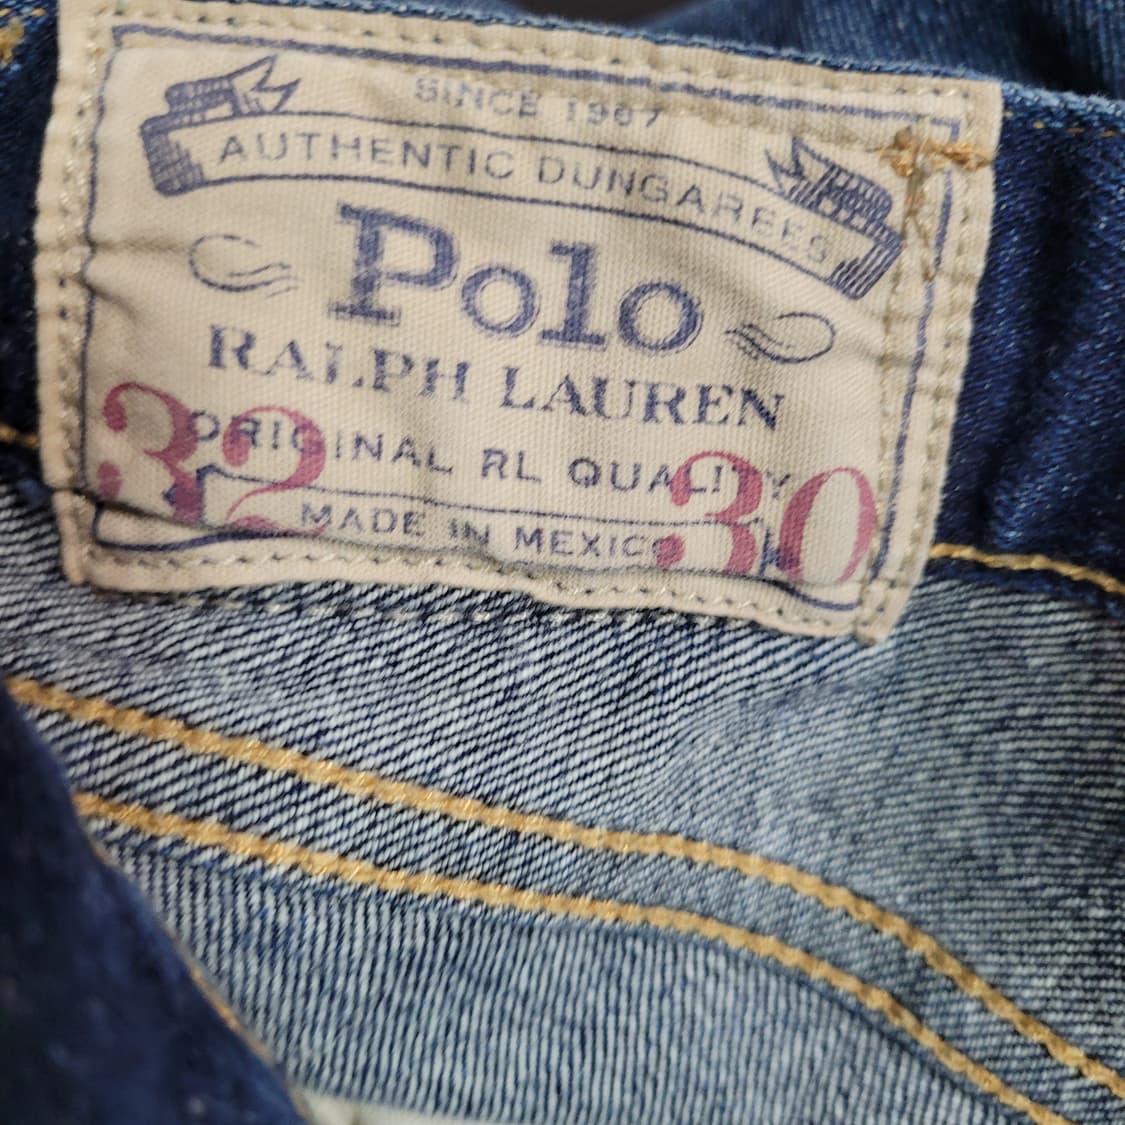 SINCE 1967
AUTHENTIC DUNGAREES
Polo
RALPH LAUREN
ORIGINAL RL QUALITY
32 30
MADE IN MEXICO